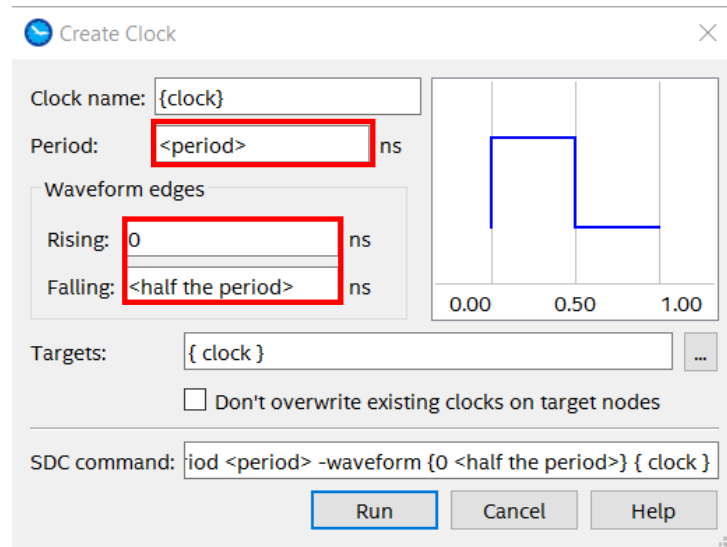 Create Clock
Clock name: {clock}
Period: <period> ns
Waveform edges
Rising: 0 ns
Falling: <half the period> ns
0.00 0.50 1.00
Targets: { clock } ...
Don't overwrite existing clocks on target nodes
SDC command: riod <period> -waveform {0 <half the period>} { clock }
Run Cancel Help